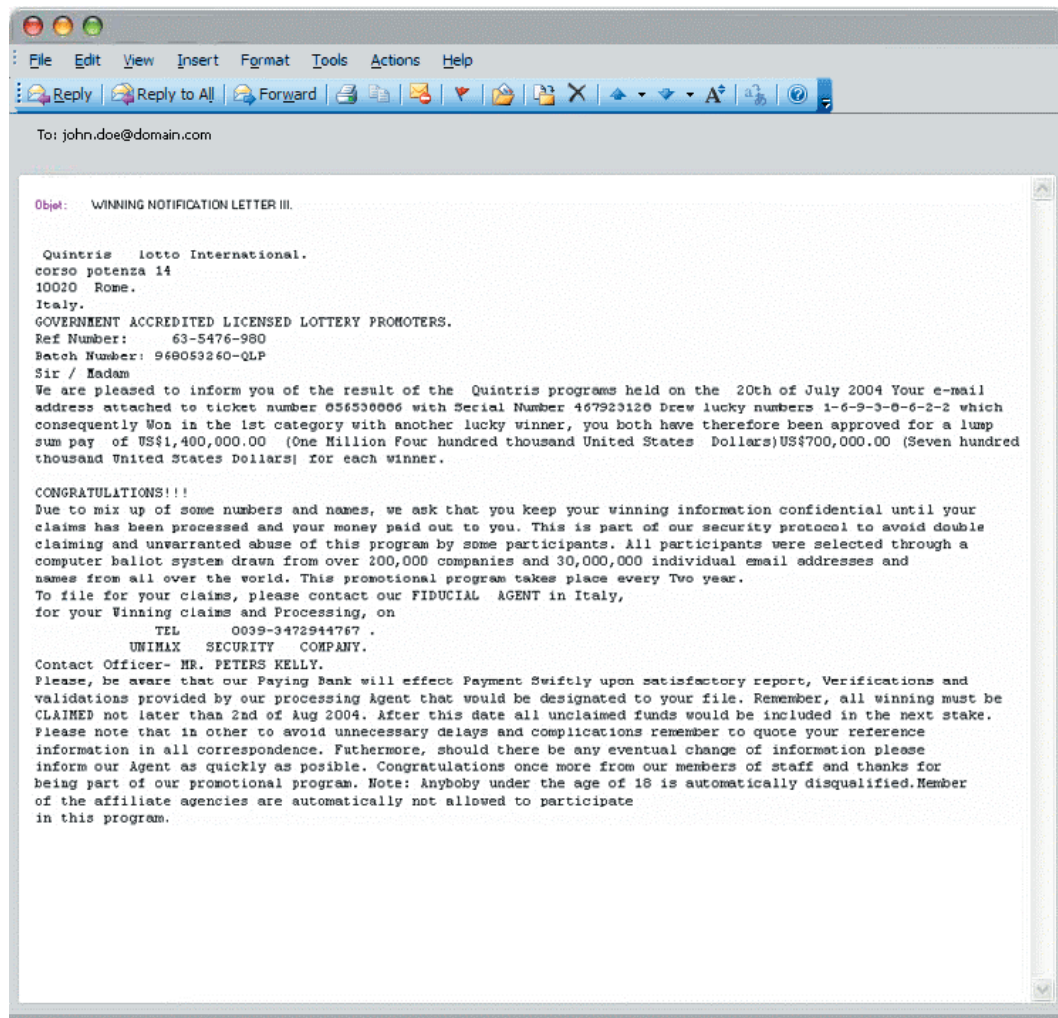 File Edit View Insert Format Tools Actions Help
Reply Reply to All Forward
To: john.doe@domain.com
Objet: WINNING NOTIFICATION LETTER III.
Quintris lotto International.
corso potenza 14
10020 Rome.
Italy.
GOVERNMENT ACCREDITED LICENSED LOTTERY PROMOTERS.
Ref Number: 63-5476-980
Batch Number: 968053260-QLP
Sir / Madam
We are pleased to inform you of the result of the Quintris programs held on the 20th of July 2004 Your e-mail
address attached to ticket number 856530886 with Serial Number 467923120 Drew lucky numbers 1-6-9-3-8-6-2-2 which
consequently Won in the 1st category with another lucky winner, you both have therefore been approved for a lump
sum pay of US$1,400,000.00 (One Million Four hundred thousand United States Dollars)US$700,000.00 (Seven hundred
thousand United States Dollars| for each winner.
CONGRATULATIONS!!!
Due to mix up of some numbers and names, we ask that you keep your winning information confidential until your
claims has been processed and your money paid out to you. This is part of our security protocol to avoid double
claiming and unwarranted abuse of this program by some participants. All participants were selected through a
computer ballot system drawn from over 200,000 companies and 30,000,000 individual email addresses and
names from all over the world. This promotional program takes place every Two year.
To file for your claims, please contact our FIDUCIAL AGENT in Italy,
for your Winning claims and Processing, on
TEL 0039-3472944767 .
UNIMAX SECURITY COMPANY.
Contact Officer- MR. PETERS KELLY.
Please, be aware that our Paying Bank will effect Payment Swiftly upon satisfactory report, Verifications and
validations provided by our processing Agent that would be designated to your file. Remember, all winning must be
CLAIMED not later than 2nd of Aug 2004. After this date all unclaimed funds would be included in the next stake.
Please note that in other to avoid unnecessary delays and complications remember to quote your reference
information in all correspondence. Futhermore, should there be any eventual change of information please
inform our Agent as quickly as posible. Congratulations once more from our members of staff and thanks for
being part of our promotional program. Note: Anyboby under the age of 18 is automatically disqualified.Member
of the affiliate agencies are automatically not allowed to participate
in this program.